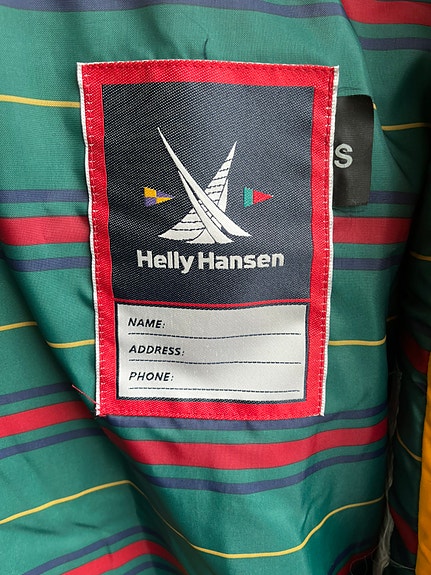 S
Helly Hansen
NAME:
ADDRESS:
PHONE: